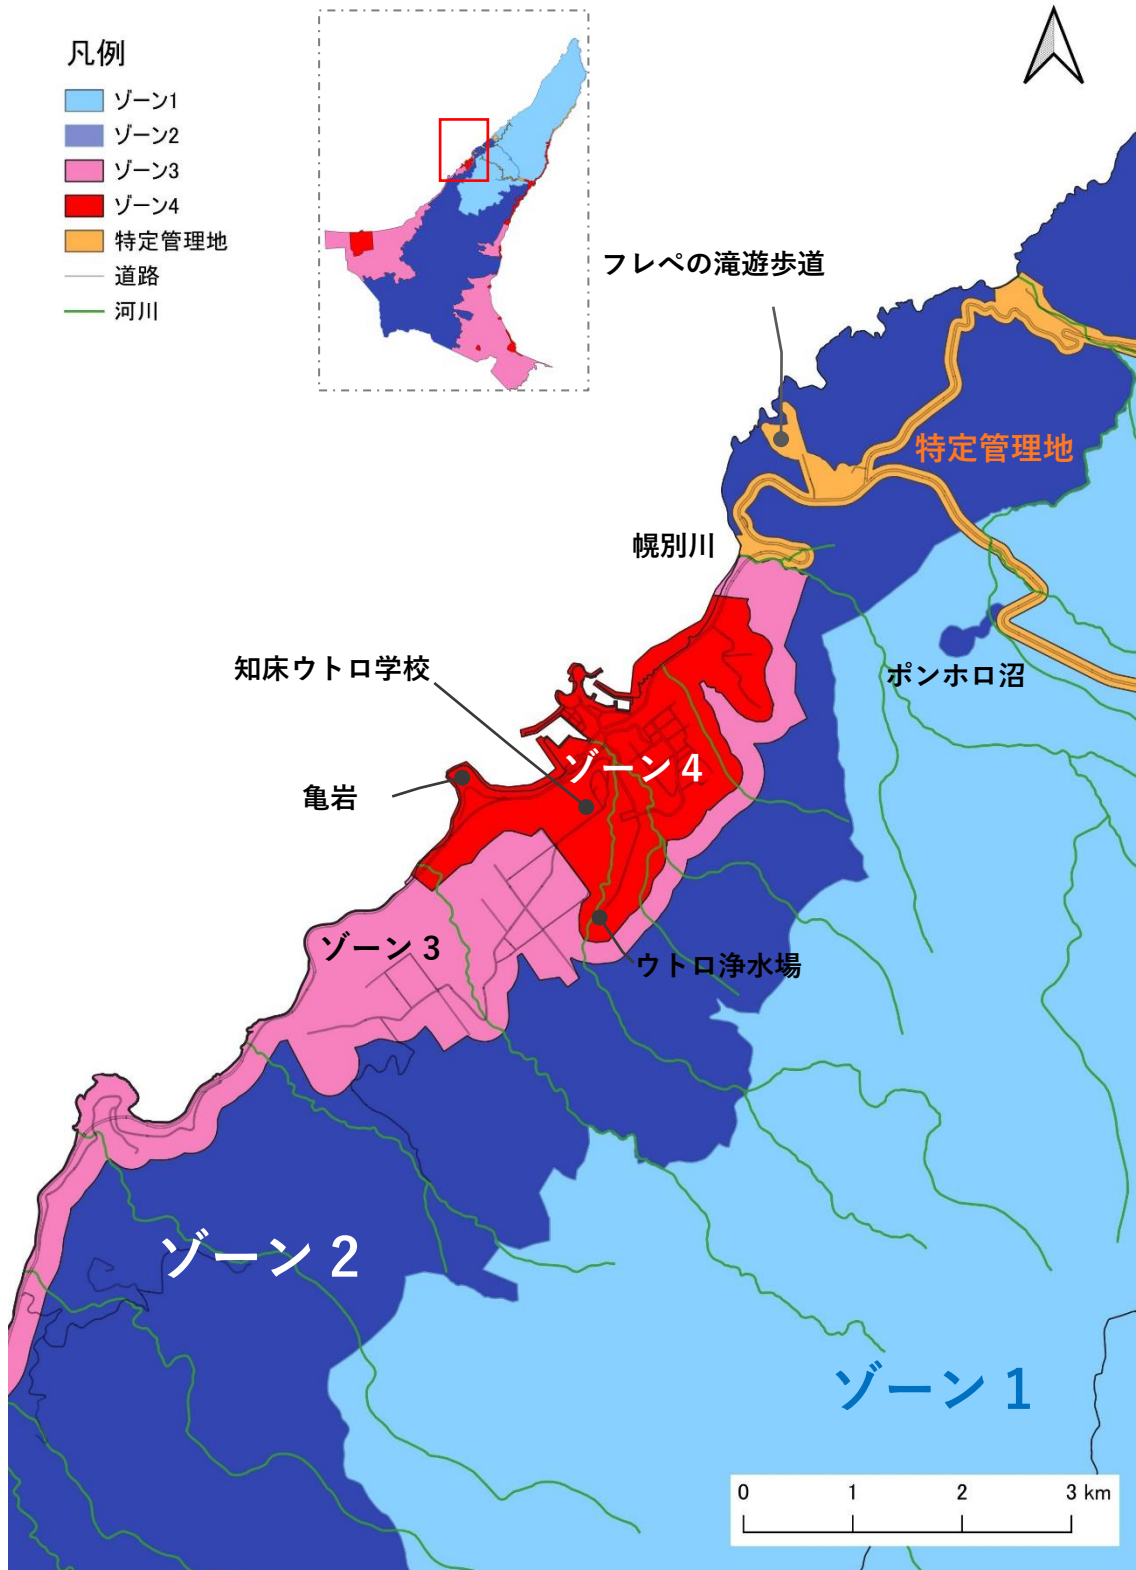 凡例
ゾーン1
ゾーン2
ゾーン3
ゾーン4
特定管理地
道路
河川
フレペの滝遊歩道
特定管理地
幌別川
知床ウトロ学校
ポンホロ沼
ゾーン4
亀岩
ゾーン3
ウトロ浄水場
ゾーン2
ゾーン1
0 1 2 3 km